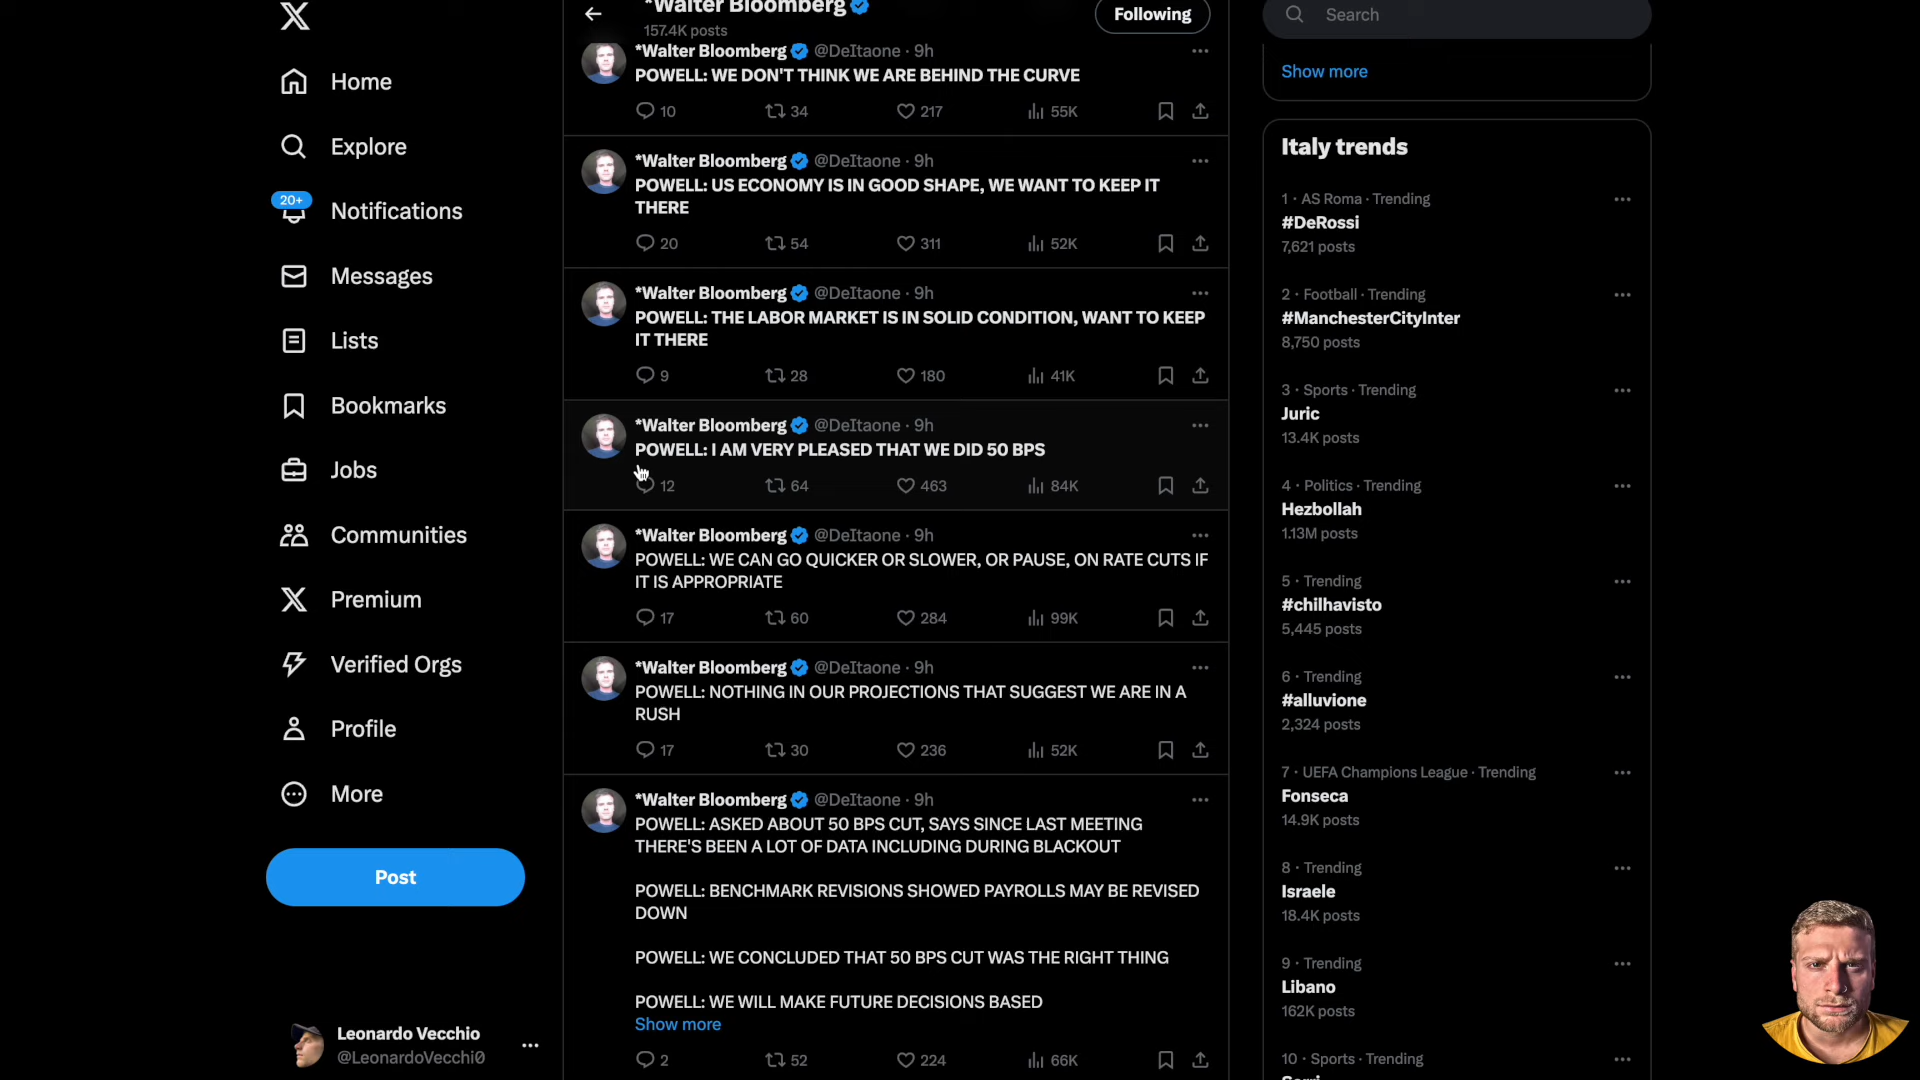 Home
Explore
20+
Notifications
Messages
Lists
Bookmarks
Jobs
Communities
Premium
Verified Orgs
Profile
More
Post
Leonardo Vecchio
@LeonardoVecchi0
*Walter Bloomberg
157.4K posts
Following
*Walter Bloomberg @DeItaone · 9h
POWELL: WE DON'T THINK WE ARE BEHIND THE CURVE
10 34 217 55K
*Walter Bloomberg @DeItaone · 9h
POWELL: US ECONOMY IS IN GOOD SHAPE, WE WANT TO KEEP IT
THERE
20 54 311 52K
*Walter Bloomberg @DeItaone · 9h
POWELL: THE LABOR MARKET IS IN SOLID CONDITION, WANT TO KEEP
IT THERE
9 28 180 41K
*Walter Bloomberg @DeItaone · 9h
POWELL: I AM VERY PLEASED THAT WE DID 50 BPS
12 64 463 84K
*Walter Bloomberg @DeItaone · 9h
POWELL: WE CAN GO QUICKER OR SLOWER, OR PAUSE, ON RATE CUTS IF
IT IS APPROPRIATE
17 60 284 99K
*Walter Bloomberg @DeItaone · 9h
POWELL: NOTHING IN OUR PROJECTIONS THAT SUGGEST WE ARE IN A
RUSH
17 30 236 52K
*Walter Bloomberg @DeItaone · 9h
POWELL: ASKED ABOUT 50 BPS CUT, SAYS SINCE LAST MEETING
THERE'S BEEN A LOT OF DATA INCLUDING DURING BLACKOUT
POWELL: BENCHMARK REVISIONS SHOWED PAYROLLS MAY BE REVISED
DOWN
POWELL: WE CONCLUDED THAT 50 BPS CUT WAS THE RIGHT THING
POWELL: WE WILL MAKE FUTURE DECISIONS BASED
Show more
2 52 224 66K
Search
Show more
Italy trends
1 · AS Roma · Trending
#DeRossi
7,621 posts
2 · Football · Trending
#ManchesterCityInter
8,750 posts
3 · Sports · Trending
Juric
13.4K posts
4 · Politics · Trending
Hezbollah
1.13M posts
5 · Trending
#chilhavisto
5,445 posts
6 · Trending
#alluvione
2,324 posts
7 · UEFA Champions League · Trending
Fonseca
14.9K posts
8 · Trending
Israele
18.4K posts
9 · Trending
Libano
162K posts
10 · Sports · Trending